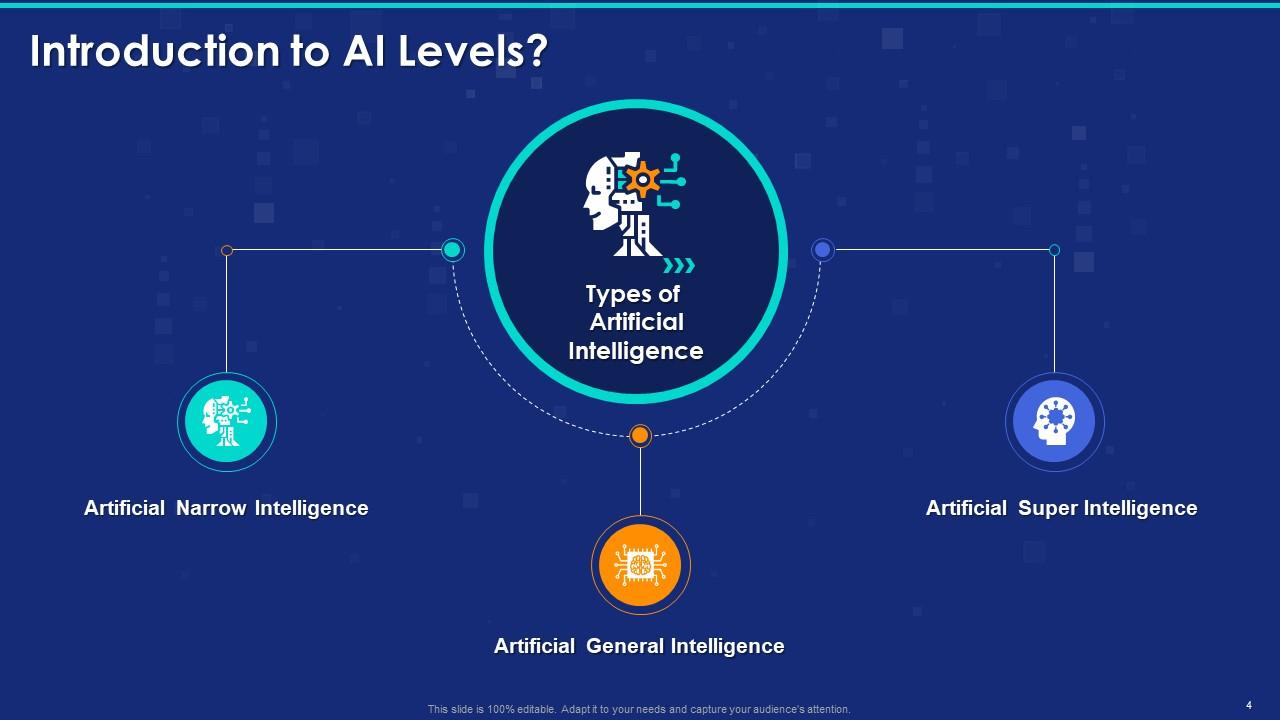 Introduction to AI Levels?
Types of
Artificial
Intelligence
Artificial Narrow Intelligence
Artificial Super Intelligence
Artificial General Intelligence
This slide is 100% editable. Adapt it to your needs and capture your audience's attention.
4